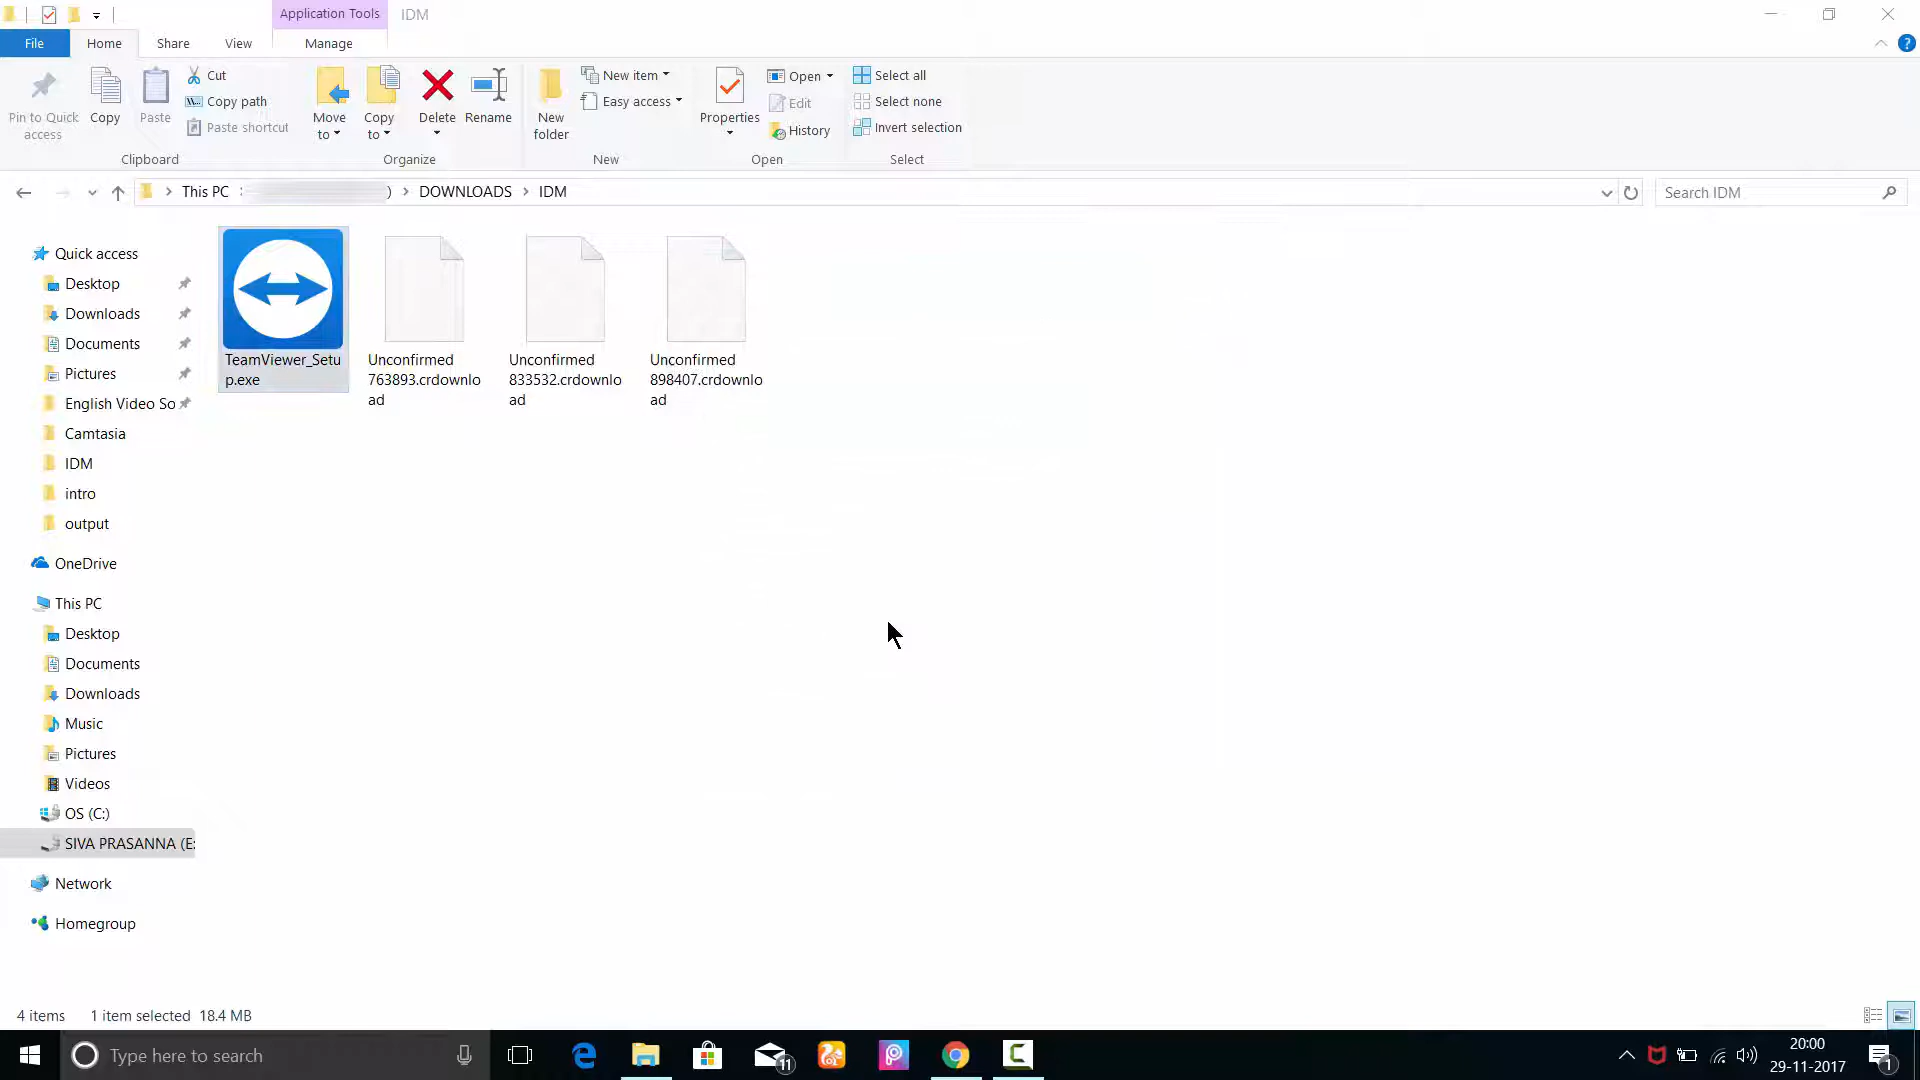 Application Tools IDM
File Home Share View Manage
Pin to Quick access
Copy
Paste
Cut
Copy path
Paste shortcut
Clipboard
Move to
Copy to
Delete
Rename
Organize
New folder
New item
Easy access
New
Properties
Open
Edit
History
Open
Select all
Select none
Invert selection
Select
This PC
) > DOWNLOADS > IDM
Search IDM
Quick access
Desktop
Downloads
Documents
Pictures
English Video So
Camtasia
IDM
intro
output
OneDrive
This PC
Desktop
Documents
Downloads
Music
Pictures
Videos
OS (C:)
SIVA PRASANNA (E:
Network
Homegroup
TeamViewer_Setu
p.exe
Unconfirmed
763893.crdownlo
ad
Unconfirmed
833532.crdownlo
ad
Unconfirmed
898407.crdownlo
ad
4 items 1 item selected 18.4 MB
Type here to search
11
20:00
29-11-2017
1